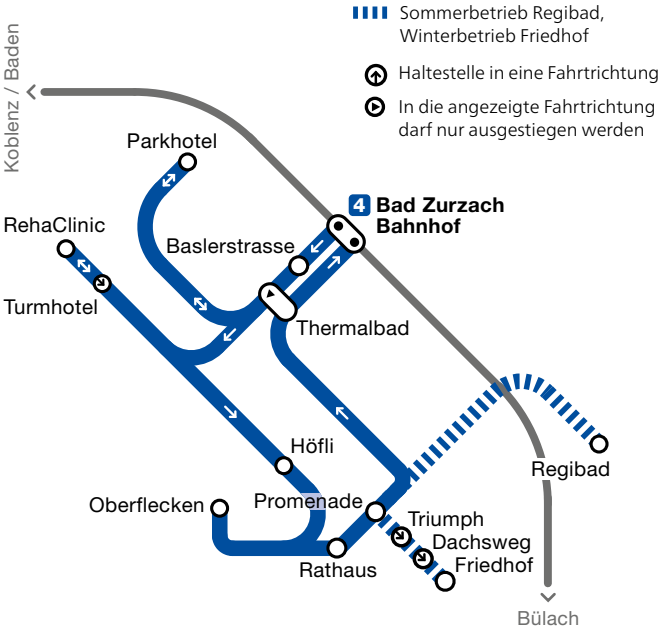 Sommerbetrieb Regibad,
Winterbetrieb Friedhof
Haltestelle in eine Fahrtrichtung
In die angezeigte Fahrtrichtung
darf nur ausgestiegen werden
Koblenz / Baden
Parkhotel
4 Bad Zurzach
Bahnhof
RehaClinic
Baslerstrasse
Turmhotel
Thermalbad
Höfli
Regibad
Oberflecken
Promenade
Triumph
Dachsweg
Friedhof
Rathaus
Bülach